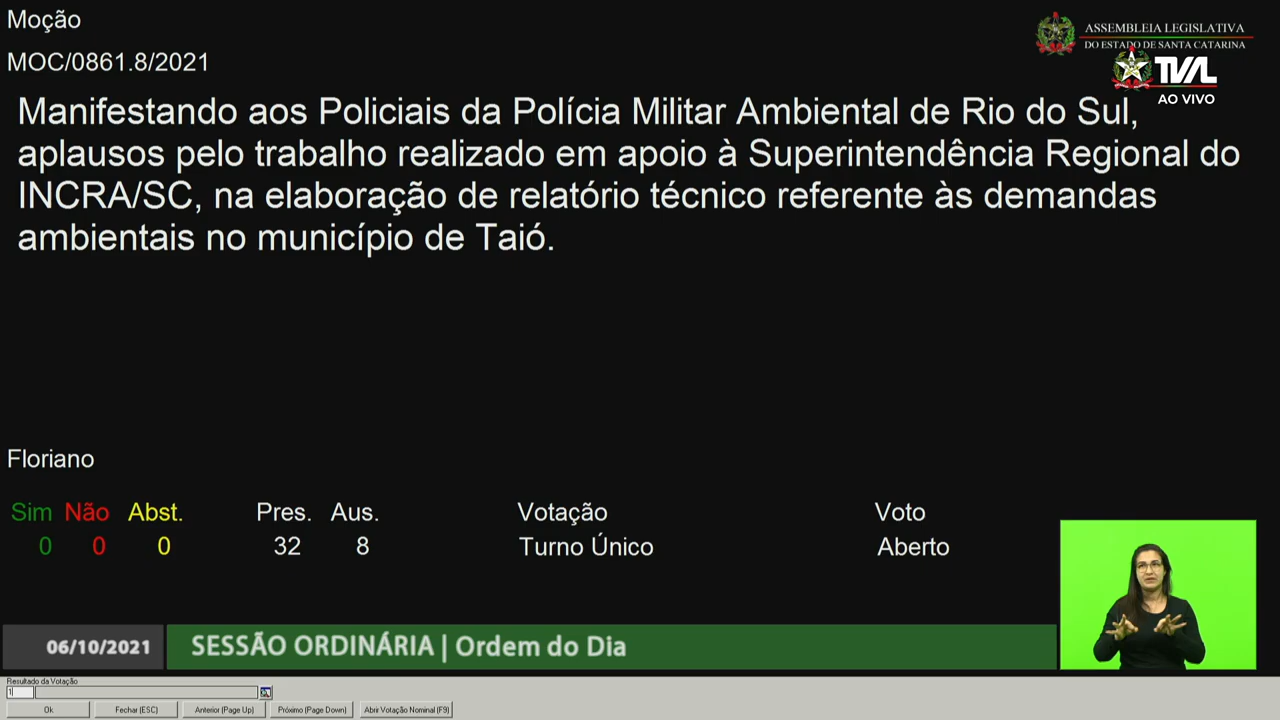 Moção
ASSEMBLEIA LEGISLATIVA
DO ESTADO DE SANTA CATARINA
MOC/0861.8/2021
TVAL
AO VIVO
Manifestando aos Policiais da Polícia Militar Ambiental de Rio do Sul,
aplausos pelo trabalho realizado em apoio à Superintendência Regional do
INCRA/SC, na elaboração de relatório técnico referente às demandas
ambientais no município de Taió.
Floriano
Sim Não Abst. Pres. Aus. Votação Voto
0 0 0 32 8 Turno Único Aberto
06/10/2021 SESSÃO ORDINÁRIA | Ordem do Dia
Resultado da Votação
1
Ok Fechar (ESC) Anterior (Page Up) Próximo (Page Down) Abrir Votação Nominal (F9)